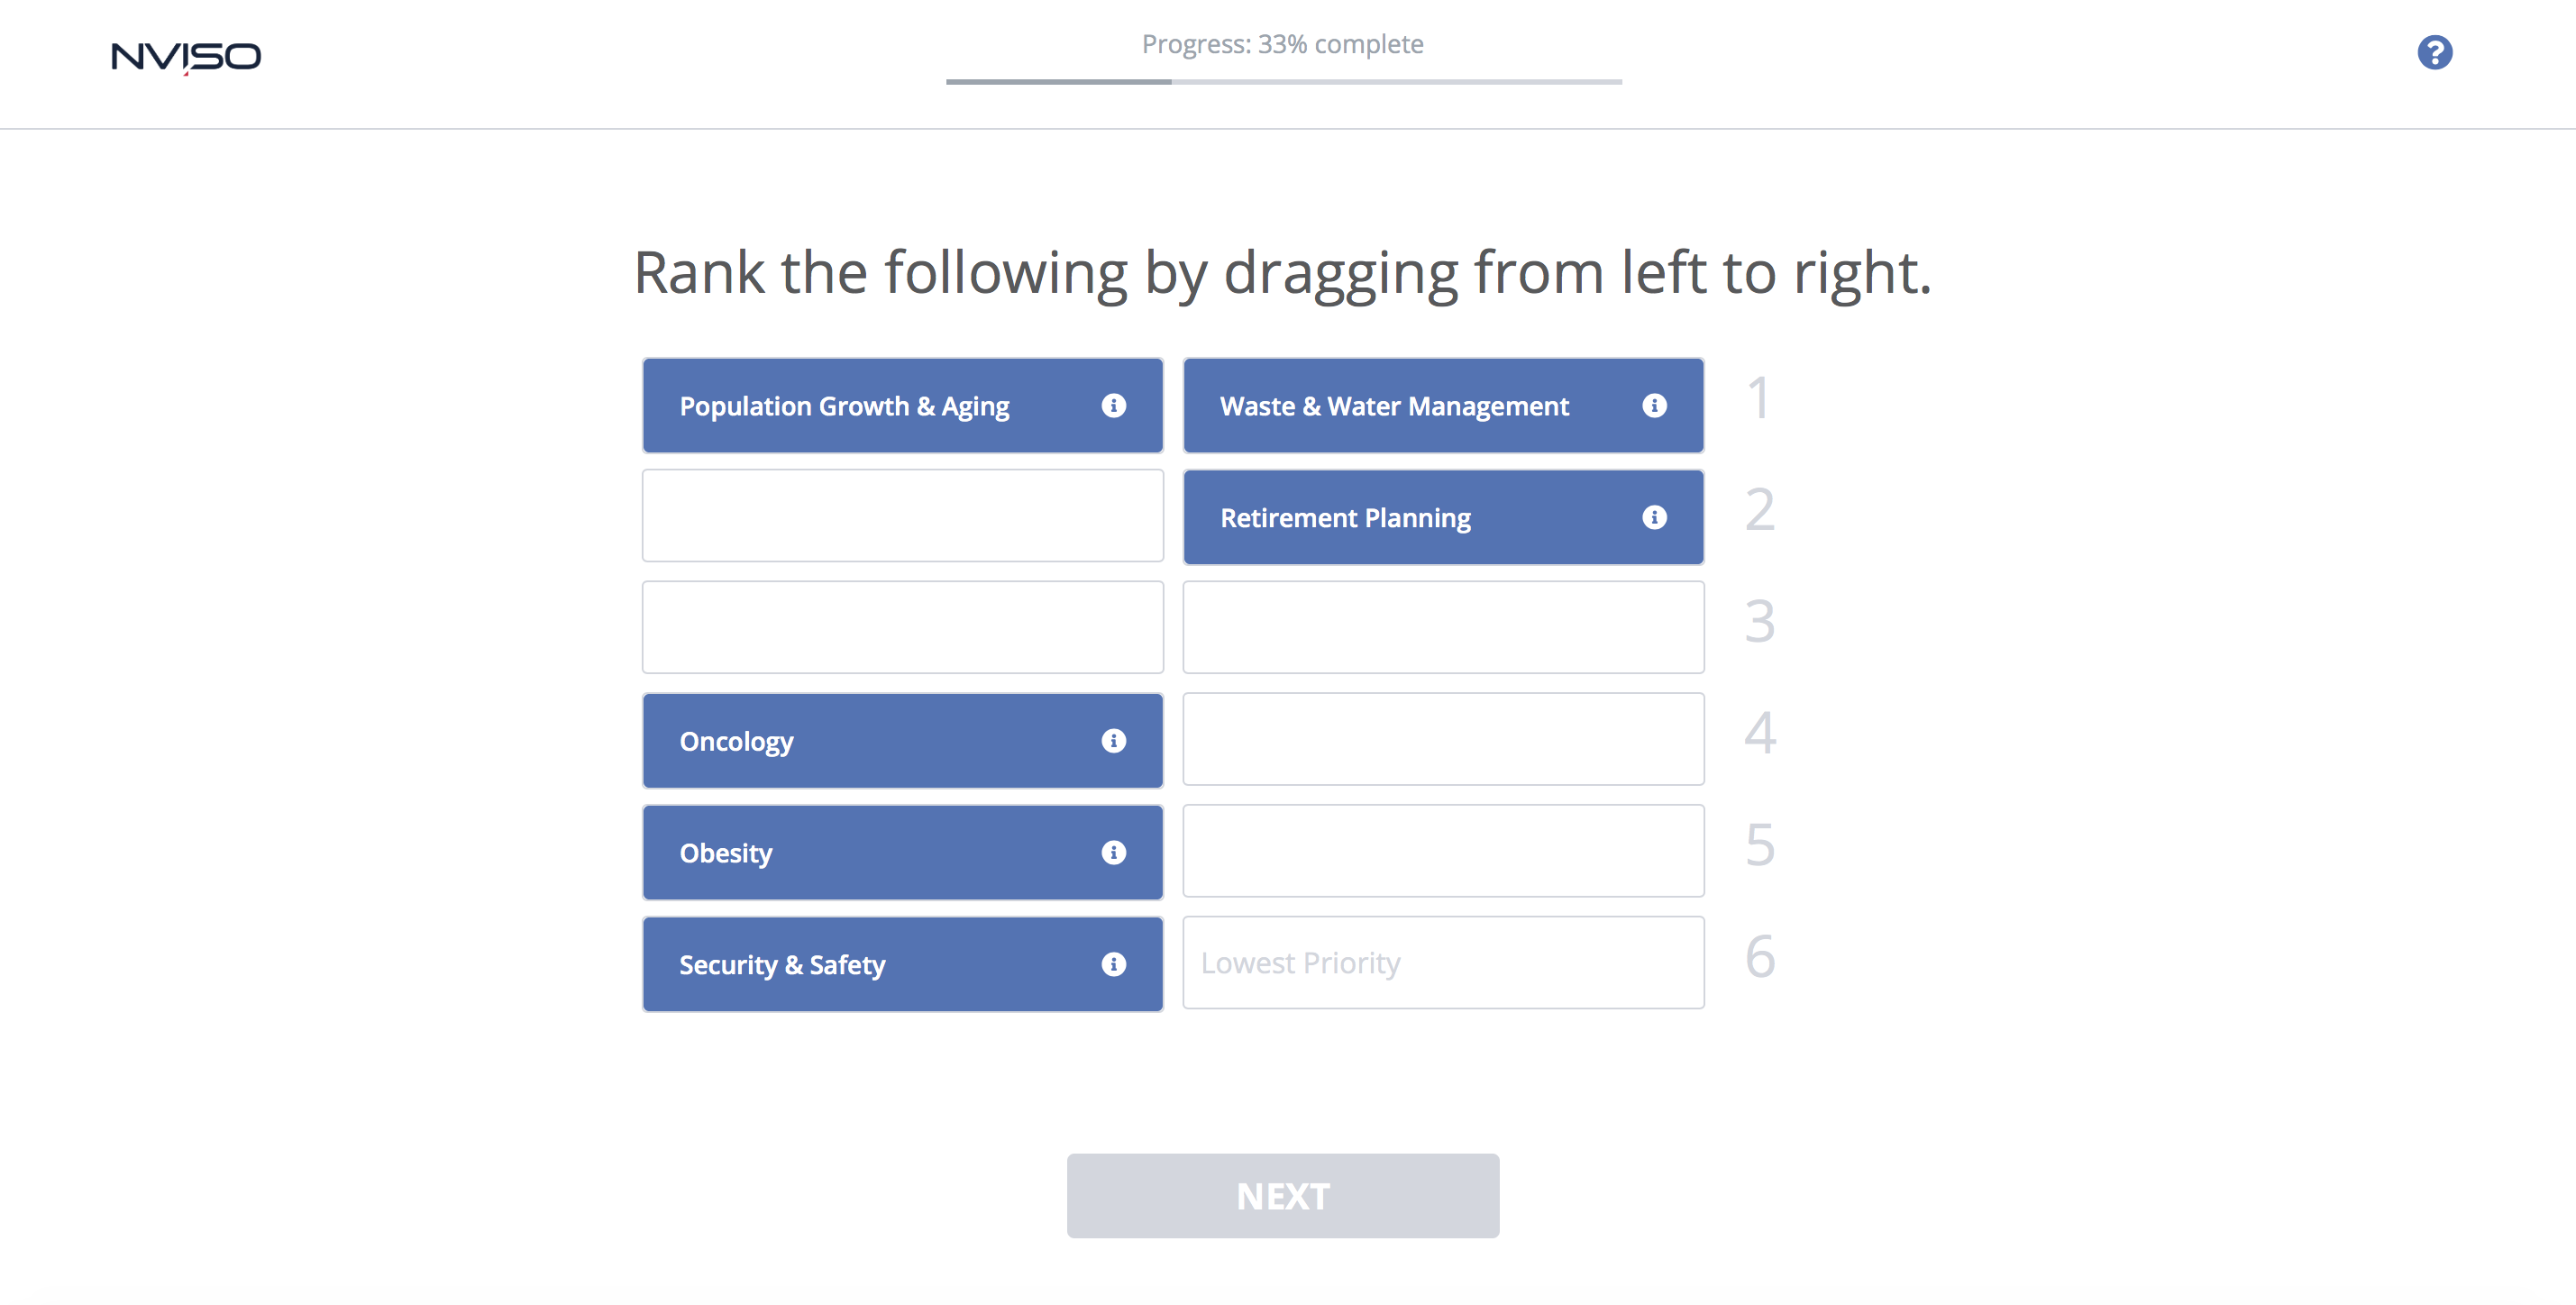 NVISO
Progress: 33% complete
?
Rank the following by dragging from left to right.
Population Growth & Aging i Waste & Water Management i 1
Retirement Planning i 2
3
Oncology i 4
Obesity i 5
Security & Safety i Lowest Priority 6
NEXT